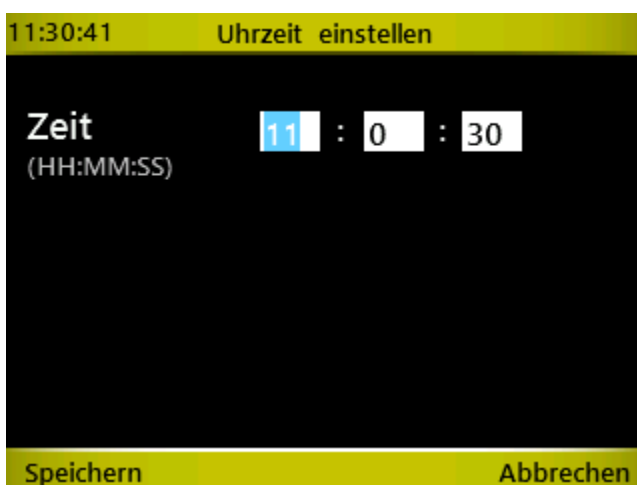 11:30:41 Uhrzeit einstellen
Zeit 11 : 0 : 30
(HH:MM:SS)
Speichern Abbrechen